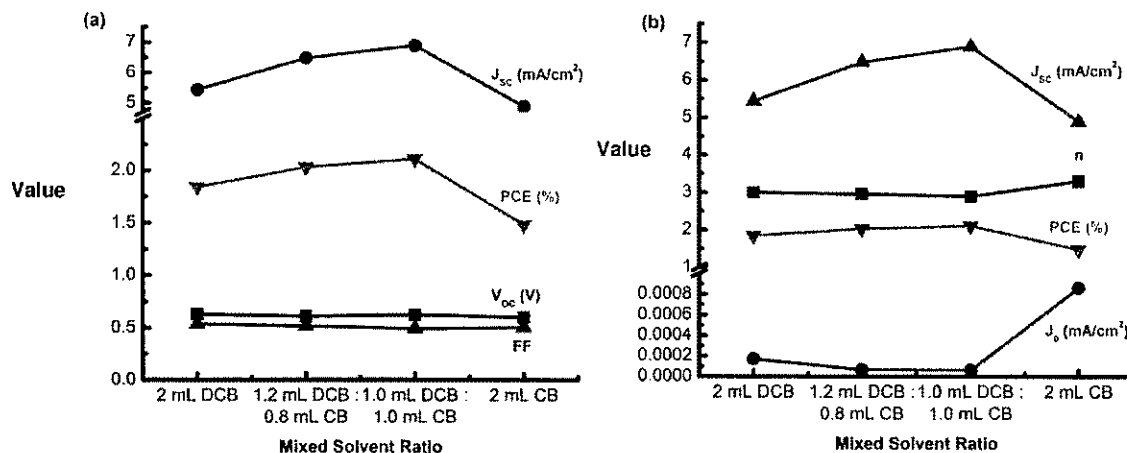 (a)
7
6
5
2.0
1.5
1.0
0.5
0.0
Value
J_SC (mA/cm²)
PCE (%)
V_OC (V)
FF
2 mL DCB
1.2 mL DCB :
0.8 mL CB
1.0 mL DCB :
1.0 mL CB
2 mL CB
Mixed Solvent Ratio
(b)
7
6
5
4
3
2
1
0.0008
0.0006
0.0004
0.0002
0.0000
Value
J_SC (mA/cm²)
n
PCE (%)
J_o (mA/cm²)
2 mL DCB
1.2 mL DCB :
0.8 mL CB
1.0 mL DCB :
1.0 mL CB
2 mL CB
Mixed Solvent Ratio